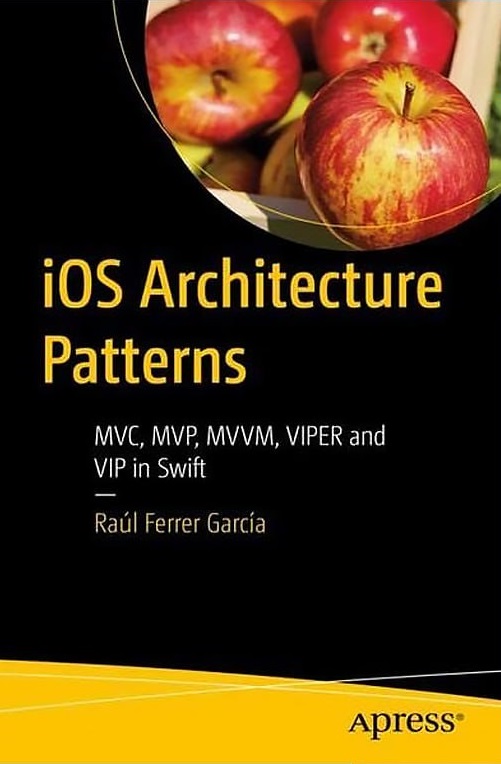 iOS Architecture
Patterns
MVC, MVP, MVVM, VIPER and
VIP in Swift
Raúl Ferrer García
Apress®